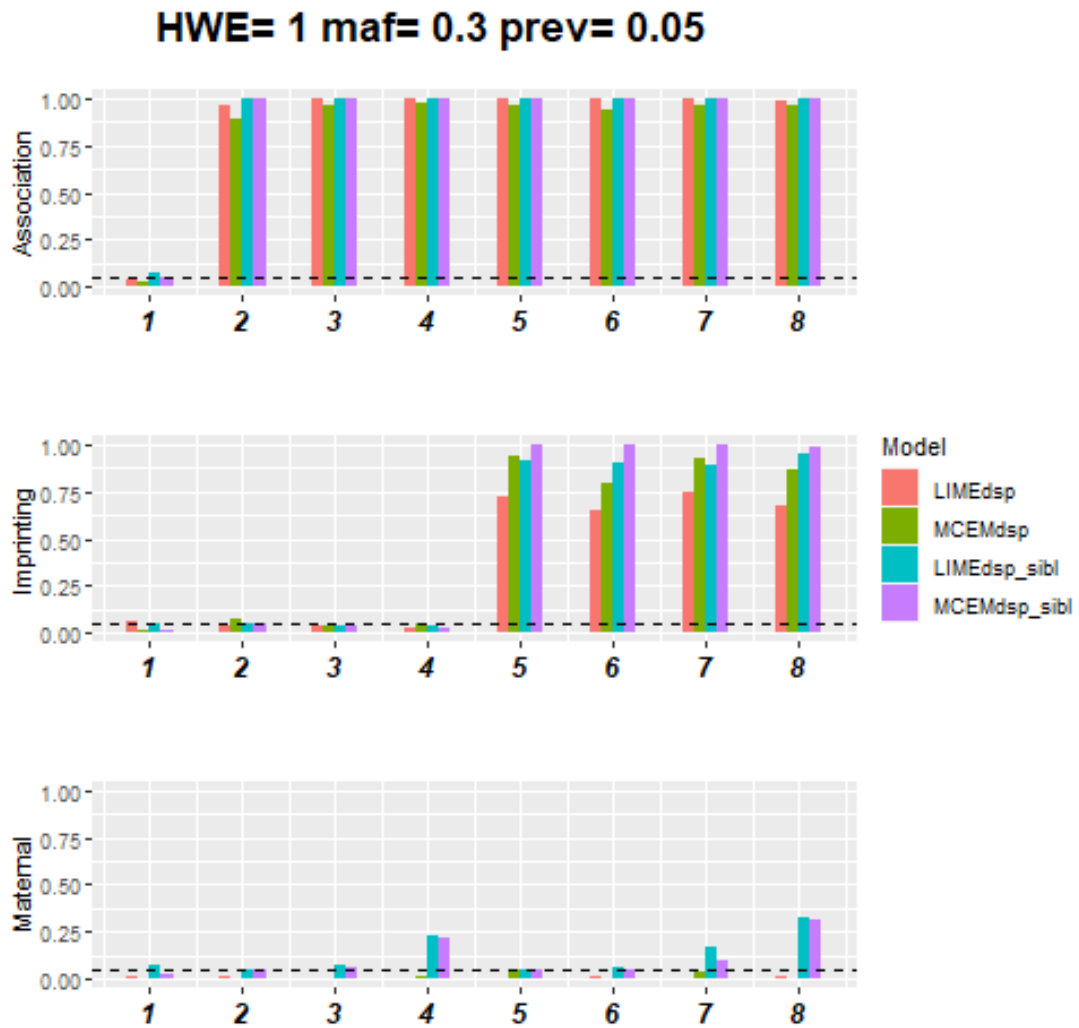 HWE= 1 maf= 0.3 prev= 0.05
Association
1.00
0.75
0.50
0.25
0.00
1 2 3 4 5 6 7 8
Imprinting
1.00
0.75
0.50
0.25
0.00
1 2 3 4 5 6 7 8
Model
LIMEdsp
MCEMdsp
LIMEdsp_sibl
MCEMdsp_sibl
Maternal
1.00
0.75
0.50
0.25
0.00
1 2 3 4 5 6 7 8